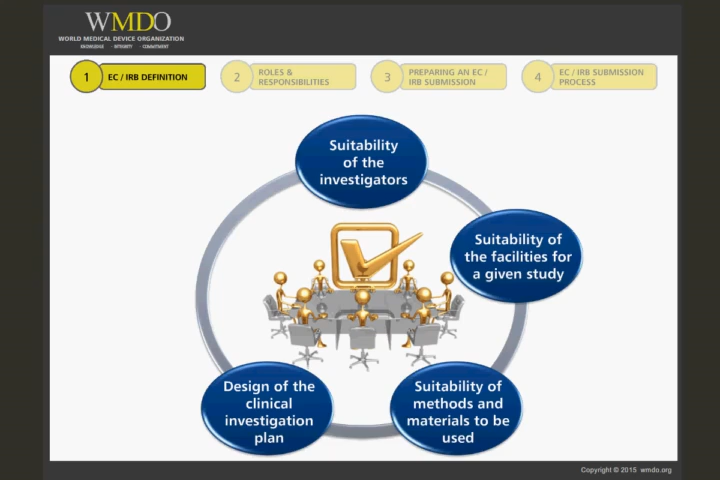 WMDO
WORLD MEDICAL DEVICE ORGANIZATION
KNOWLEDGE - INTEGRITY - COMMITMENT
1 EC / IRB DEFINITION
2 ROLES &
RESPONSIBILITIES
3 PREPARING AN EC /
IRB SUBMISSION
4 EC / IRB SUBMISSION
PROCESS
Suitability
of the
investigators
Suitability of
the facilities for
a given study
Design of the
clinical
investigation
plan
Suitability of
methods and
materials to be
used
Copyright © 2015 wmdo.org